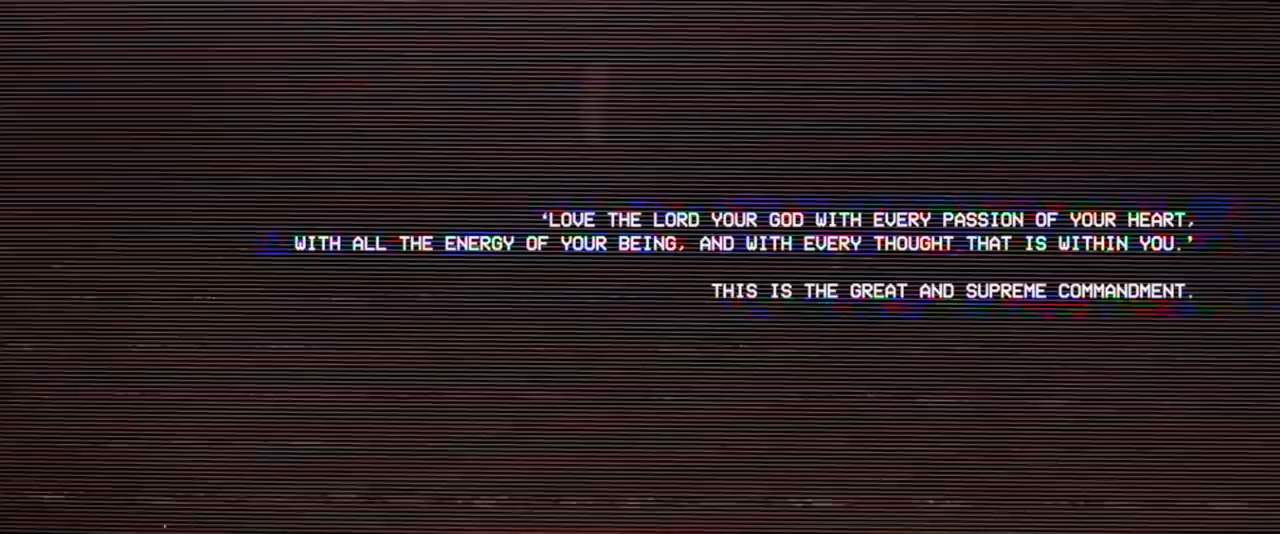 ‘LOVE THE LORD YOUR GOD WITH EVERY PASSION OF YOUR HEART,
WITH ALL THE ENERGY OF YOUR BEING, AND WITH EVERY THOUGHT THAT IS WITHIN YOU.’
THIS IS THE GREAT AND SUPREME COMMANDMENT.